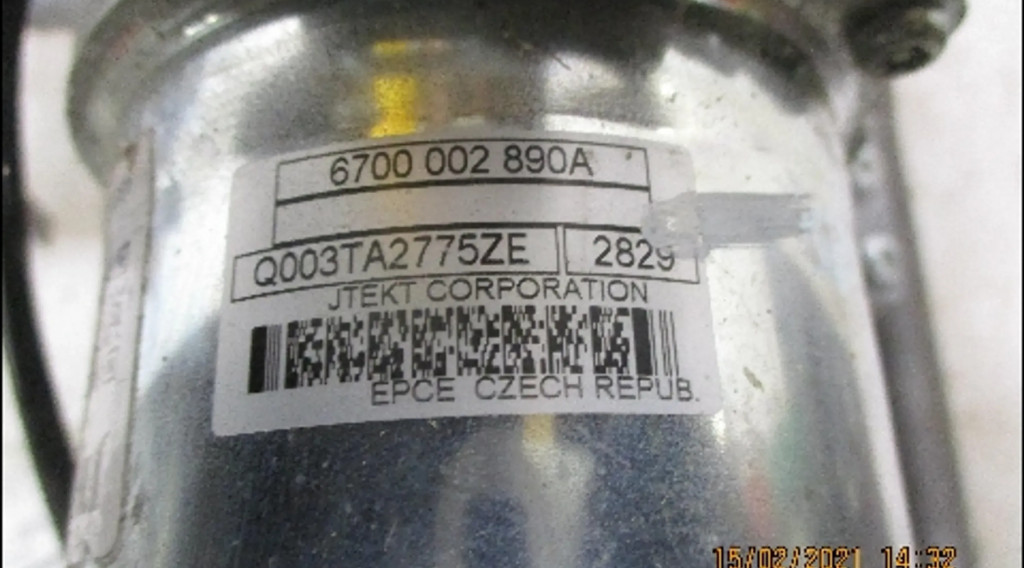 6700 002 890A
Q003TA2775ZE 2829
JTEKT CORPORATION
EPCE CZECH REPUB.
15/02/2021 14:32